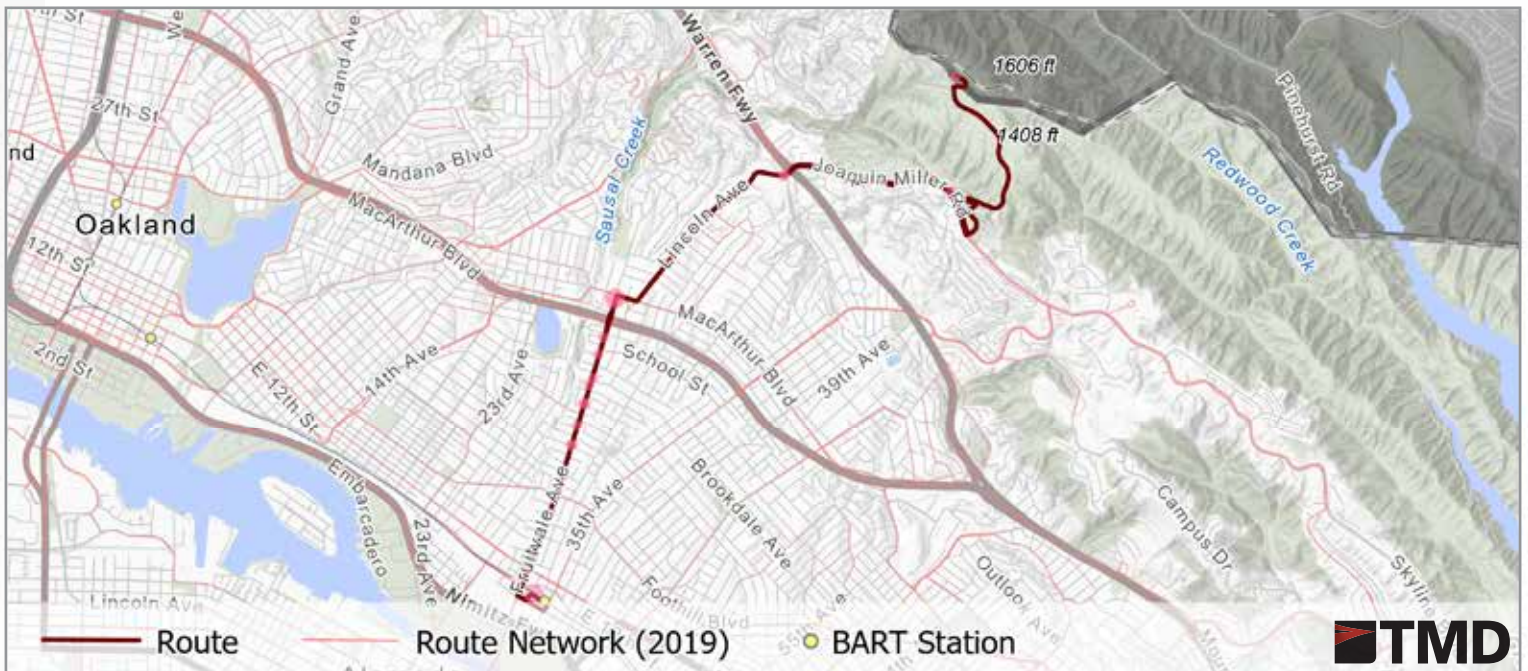 Grand Ave
Warren Fwy
1606 ft
Pinehurst Rd
27th St
nd
Mandana Blvd
Sausal Creek
1408 ft
Joaquin Miller Rd
Redwood Creek
Oakland
MacArthur Blvd
Lincoln Ave
12th St
MacArthur Blvd
2nd St
E 12th St
14th Ave
23rd Ave
School St
39th Ave
Embarcadero
23rd Ave
Fruitvale Ave
35th Ave
Brookdale Ave
Campus Dr
Skyline B
Outlook Ave
Lincoln Ave
Nimitz Fw
Foothill Blvd
55th Ave
Route
Route Network (2019)
BART Station
TMD